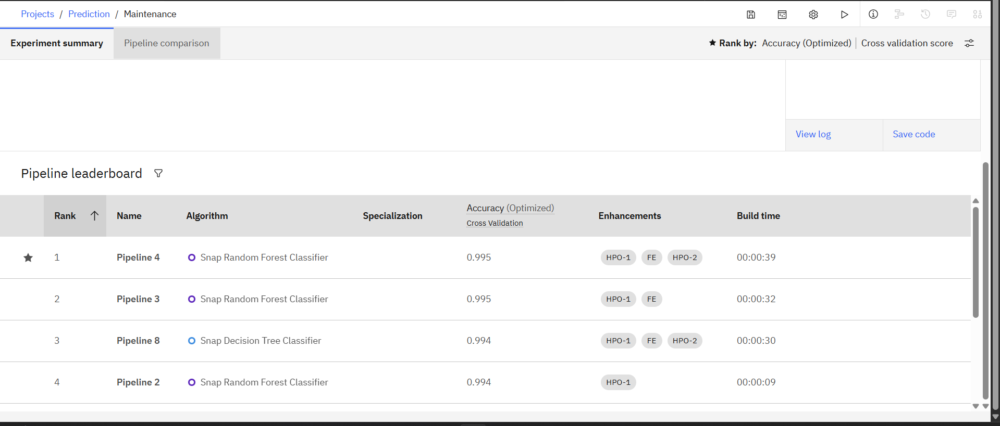 Projects / Prediction / Maintenance
Experiment summary
Pipeline comparison
Rank by: Accuracy (Optimized) | Cross validation score
View log
Save code
Pipeline leaderboard
Rank Name Algorithm Specialization Accuracy (Optimized) Enhancements Build time
Cross Validation
1 Pipeline 4 Snap Random Forest Classifier 0.995 HPO-1 FE HPO-2 00:00:39
2 Pipeline 3 Snap Random Forest Classifier 0.995 HPO-1 FE 00:00:32
3 Pipeline 8 Snap Decision Tree Classifier 0.994 HPO-1 FE HPO-2 00:00:30
4 Pipeline 2 Snap Random Forest Classifier 0.994 HPO-1 00:00:09